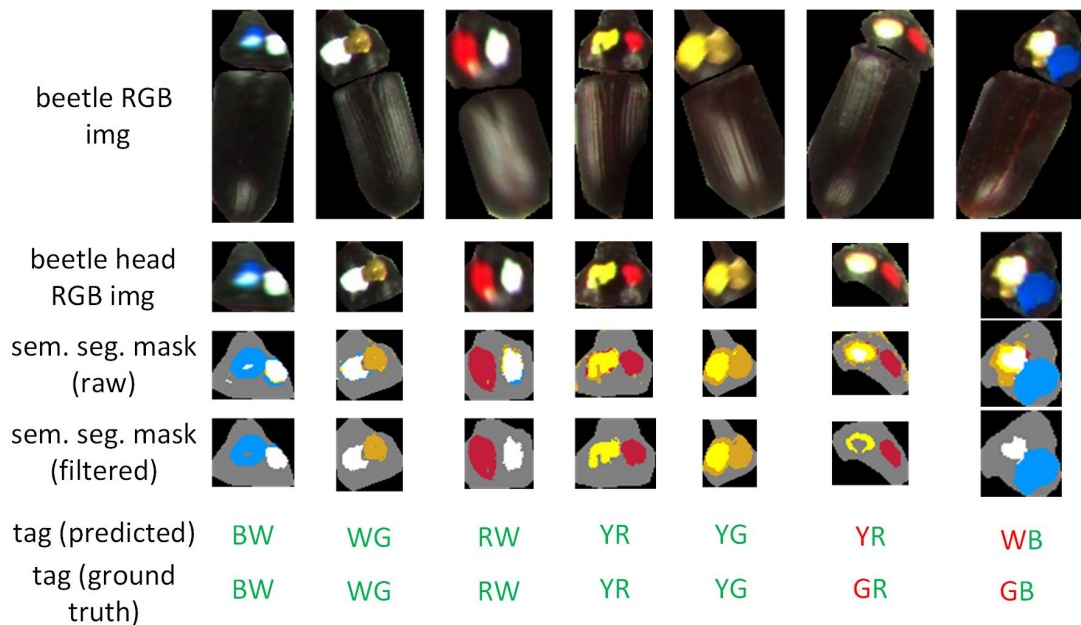 beetle RGB
img
beetle head
RGB img
sem. seg. mask
(raw)
sem. seg. mask
(filtered)
tag (predicted) BW WG RW YR YG YR WB
tag (ground
truth) BW WG RW YR YG GR GB